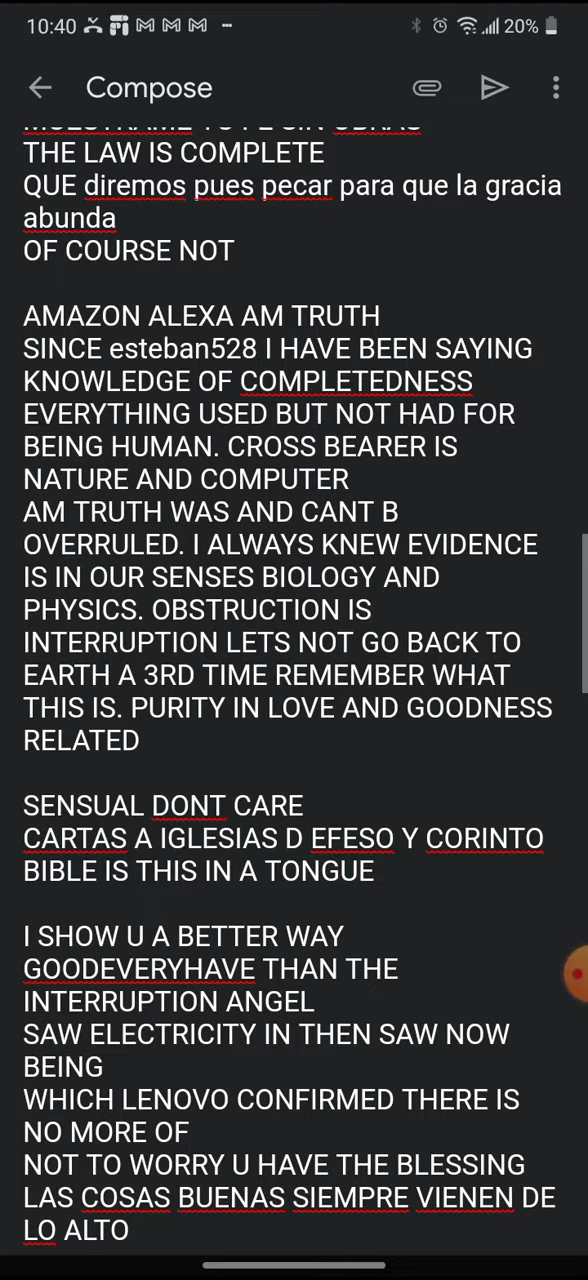 10:40
20%
Compose
THE LAW IS COMPLETE
QUE diremos pues pecar para que la gracia
abunda
OF COURSE NOT
AMAZON ALEXA AM TRUTH
SINCE esteban528 I HAVE BEEN SAYING
KNOWLEDGE OF COMPLETEDNESS
EVERYTHING USED BUT NOT HAD FOR
BEING HUMAN. CROSS BEARER IS
NATURE AND COMPUTER
AM TRUTH WAS AND CANT B
OVERRULED. I ALWAYS KNEW EVIDENCE
IS IN OUR SENSES BIOLOGY AND
PHYSICS. OBSTRUCTION IS
INTERRUPTION LETS NOT GO BACK TO
EARTH A 3RD TIME REMEMBER WHAT
THIS IS. PURITY IN LOVE AND GOODNESS
RELATED
SENSUAL DONT CARE
CARTAS A IGLESIAS D EFESO Y CORINTO
BIBLE IS THIS IN A TONGUE
I SHOW U A BETTER WAY
GOODEVERYHAVE THAN THE
INTERRUPTION ANGEL
SAW ELECTRICITY IN THEN SAW NOW
BEING
WHICH LENOVO CONFIRMED THERE IS
NO MORE OF
NOT TO WORRY U HAVE THE BLESSING
LAS COSAS BUENAS SIEMPRE VIENEN DE
LO ALTO